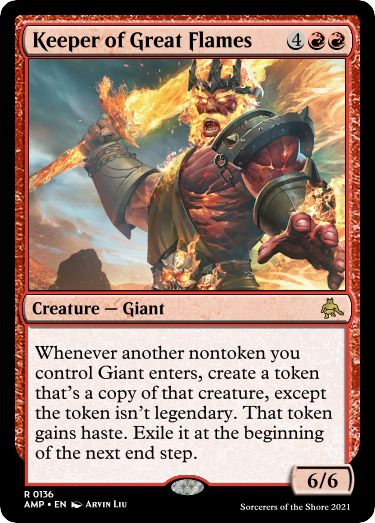 Keeper of Great Flames 4
Creature — Giant
Whenever another nontoken you
control Giant enters, create a token
that's a copy of that creature, except
the token isn't legendary. That token
gains haste. Exile it at the beginning
of the next end step.
6/6
R 0136
AMP • EN Arvin Liu
Sorcerers of the Shore 2021